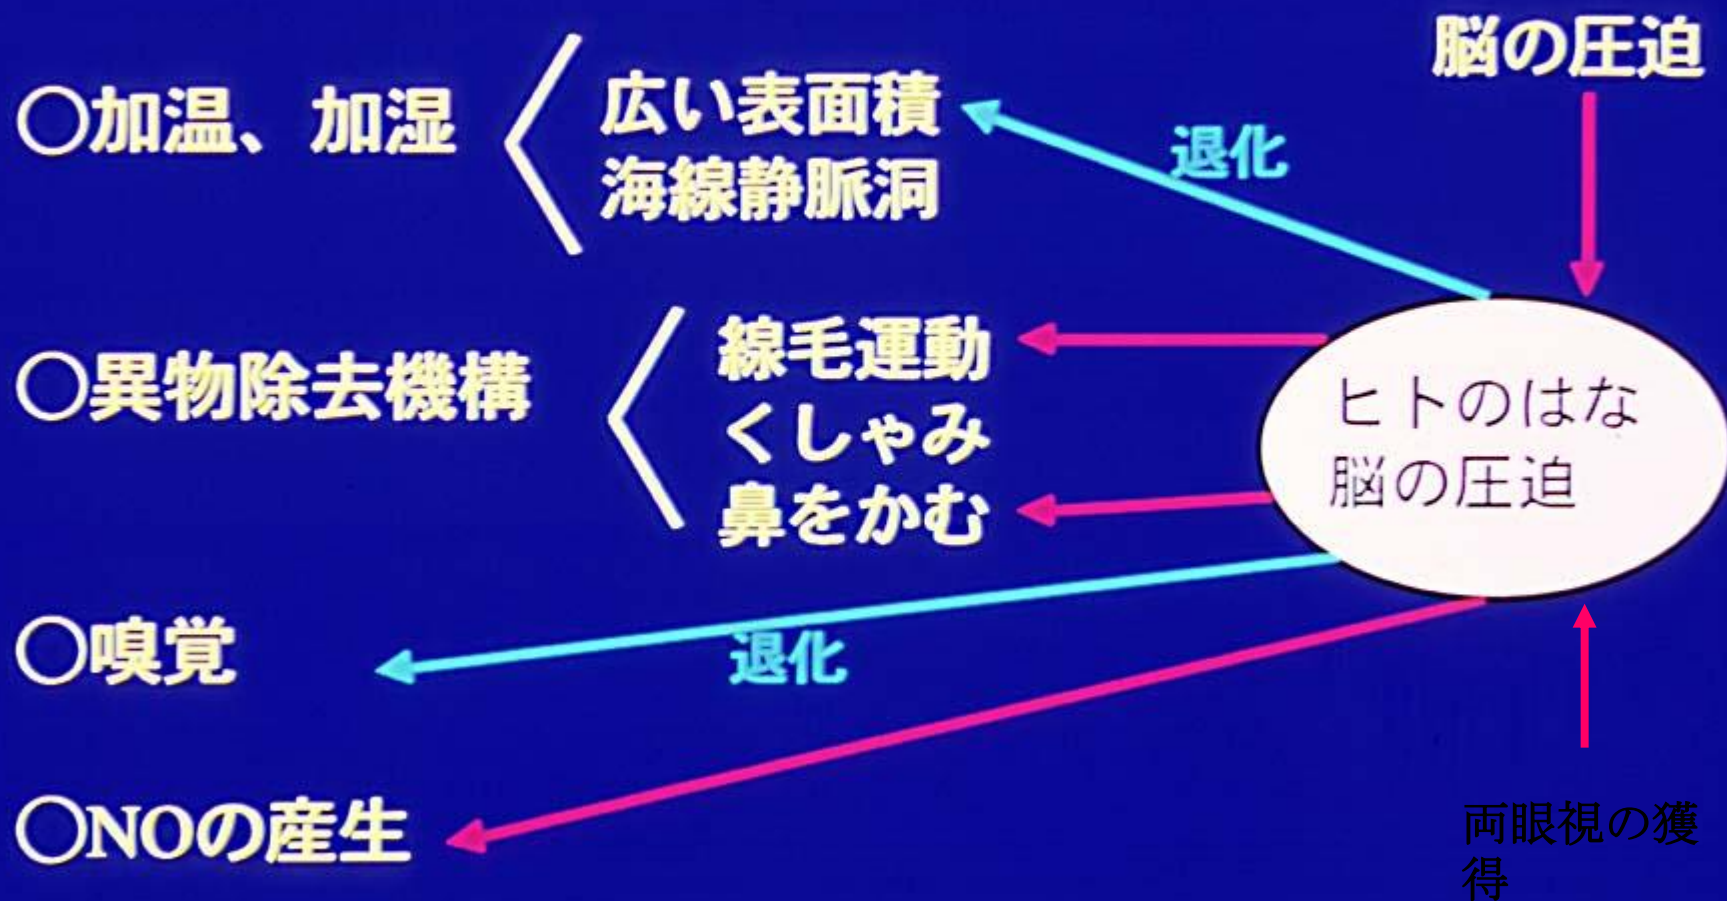 脳の圧迫
○加温、加湿
広い表面積
海線静脈洞
退化
○異物除去機構
線毛運動
くしゃみ
鼻をかむ
ヒトのはな
脳の圧迫
○嗅覚
退化
○NOの産生
両眼視の獲
得